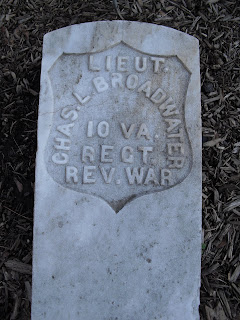 LIEUT.
CHAS. L. BROADWATER
10 VA.
REGT.
REV. WAR